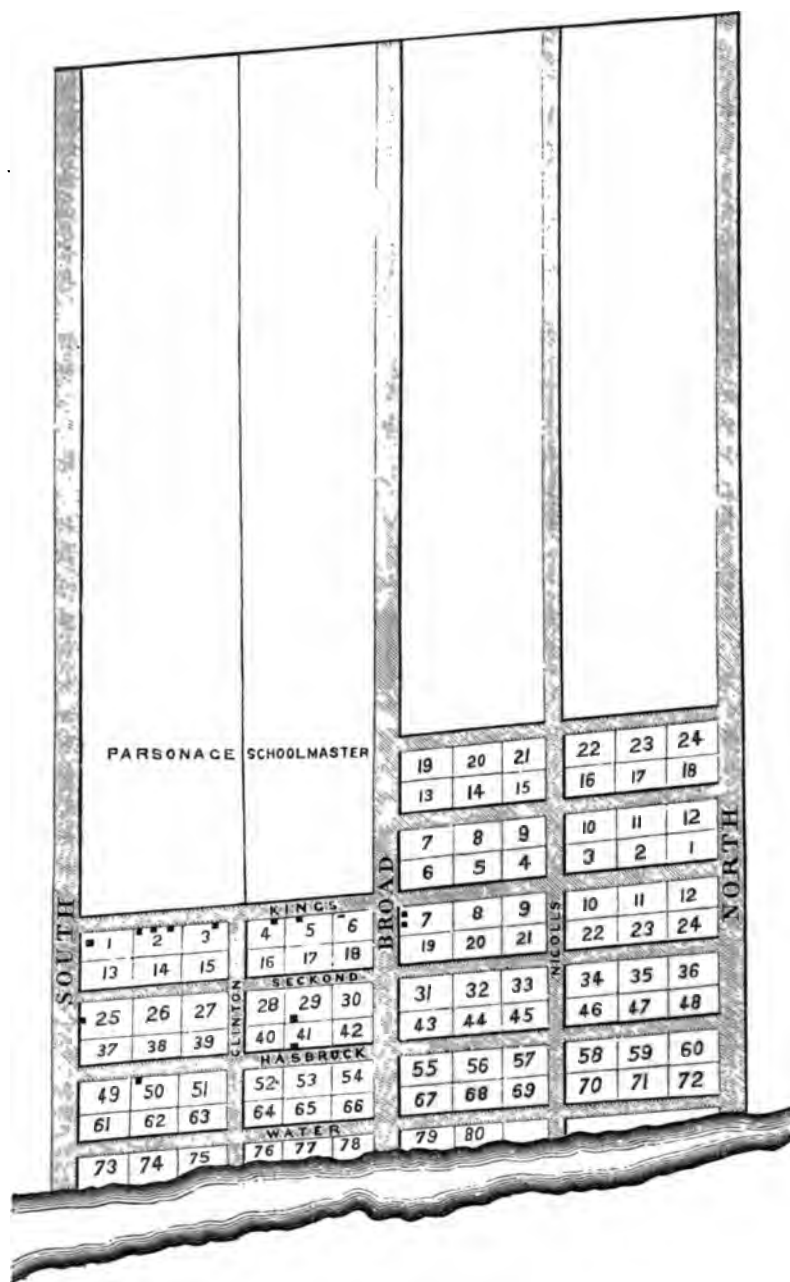 PARSONAGE SCHOOLMASTER
SOUTH
BROAD
NORTH
CLINTON
NICOLLS
19 20 21 22 23 24
13 14 15 16 17 18
7 8 9 10 11 12
6 5 4 3 2 1
KINGS
1 2 3 4 5 6 7 8 9 10 11 12
13 14 15 16 17 18 19 20 21 22 23 24
SECKOND
25 26 27 28 29 30 31 32 33 34 35 36
37 38 39 40 41 42 43 44 45 46 47 48
HASBROCK
49 50 51 52 53 54 55 56 57 58 59 60
61 62 63 64 65 66 67 68 69 70 71 72
WATER
73 74 75 76 77 78 79 80